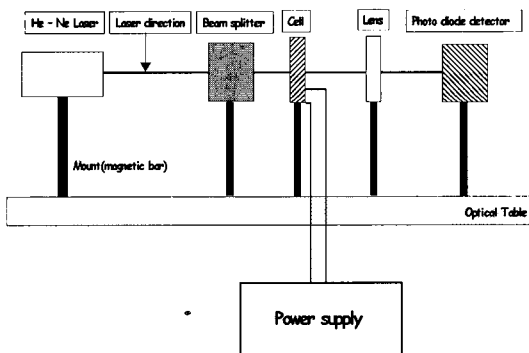 He - Ne Laser
Laser direction
Beam splitter
Cell
Lens
Photo diode detector
Mount(magnetic bar)
Optical Table
Power supply